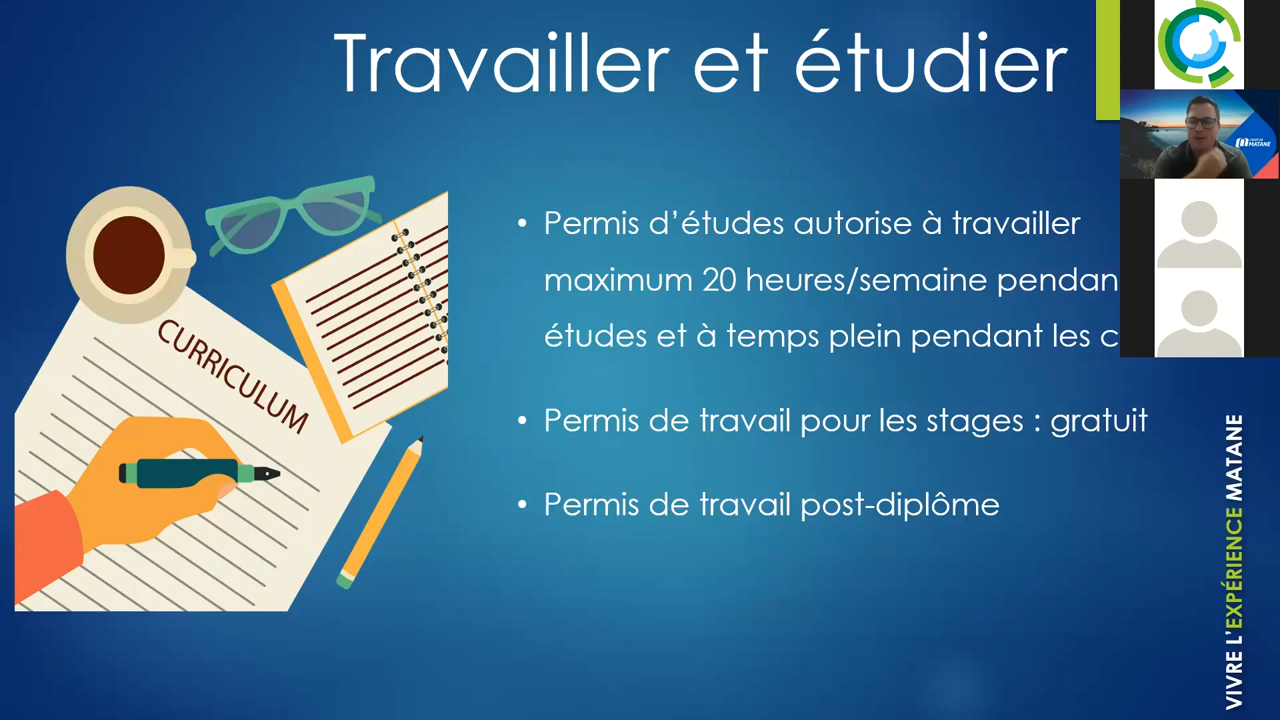 Travailler et étudier
• Permis d’études autorise à travailler
maximum 20 heures/semaine pendan
études et à temps plein pendant les c
• Permis de travail pour les stages : gratuit
• Permis de travail post-diplôme
CURRICULUM
MATANE
VIVRE L’EXPÉRIENCE MATANE